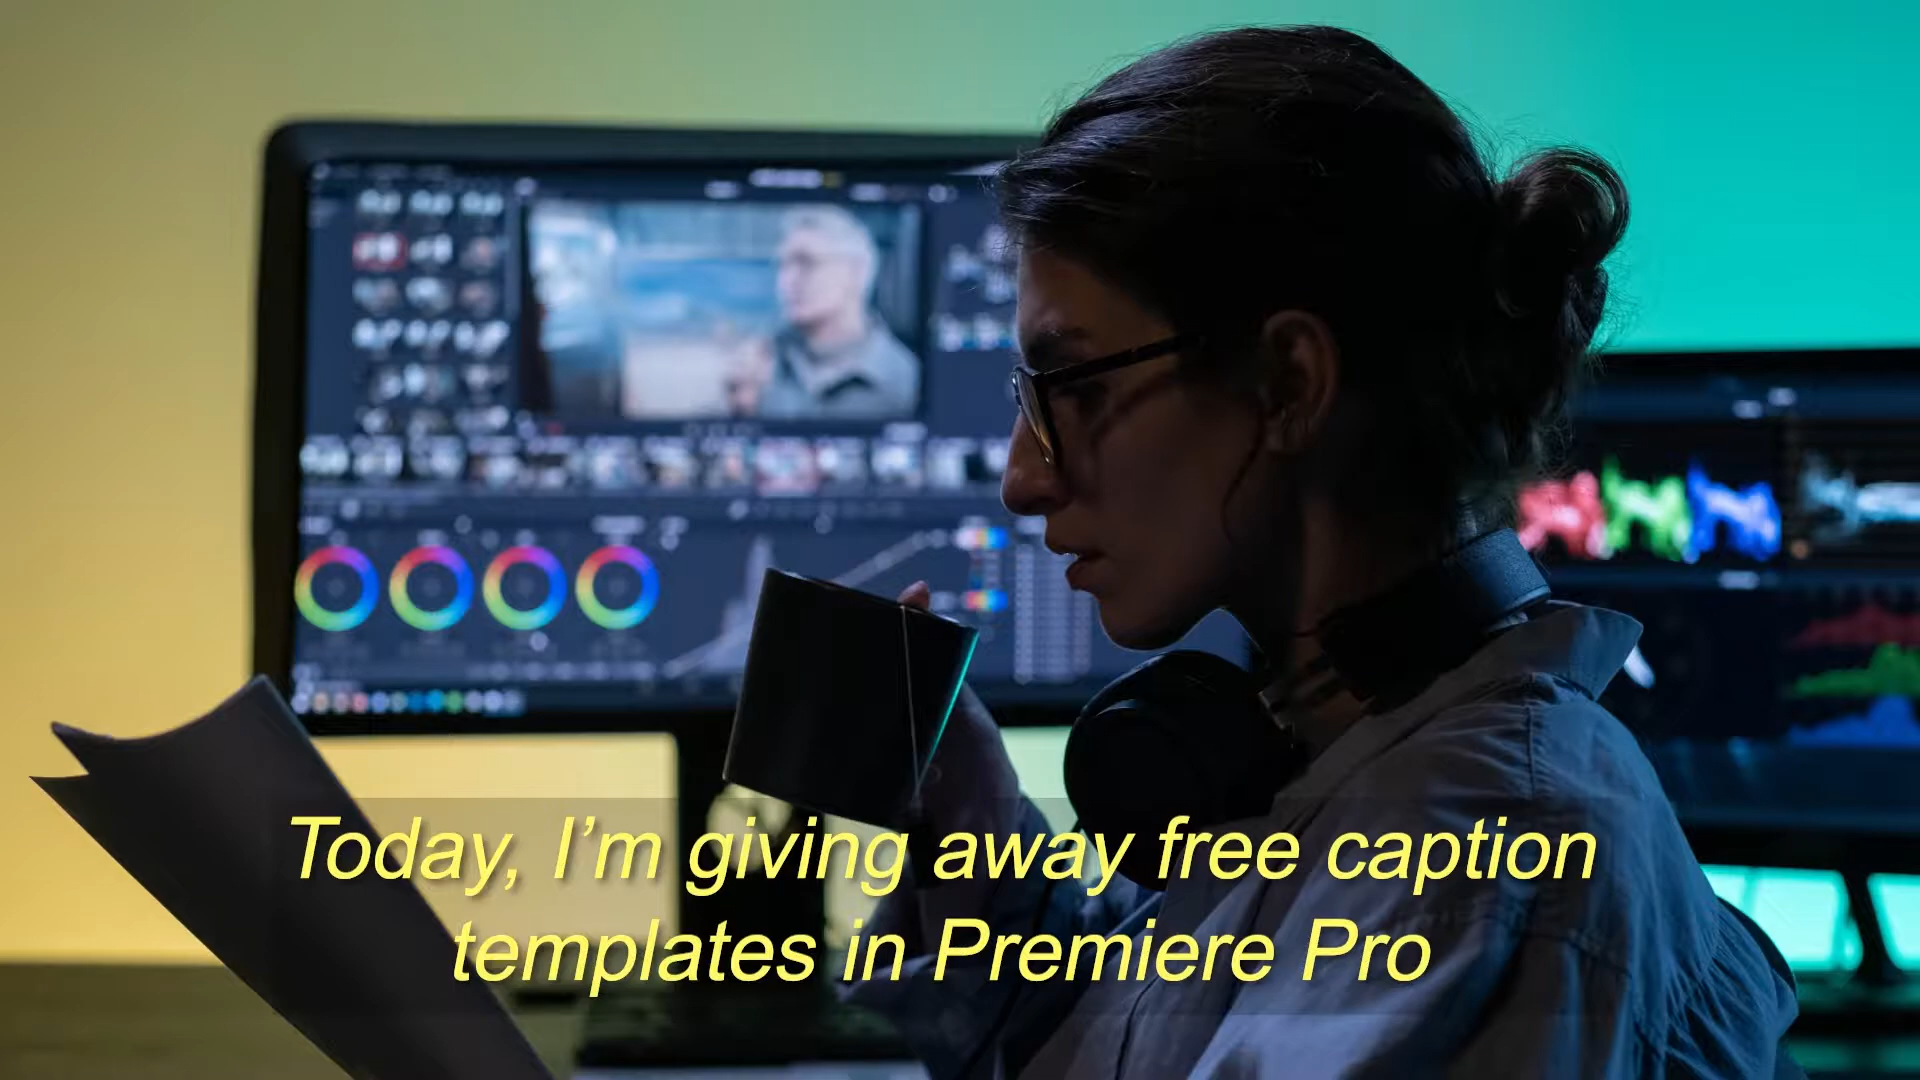 Today, I’m giving away free caption
templates in Premiere Pro